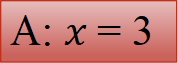 A: x = 3